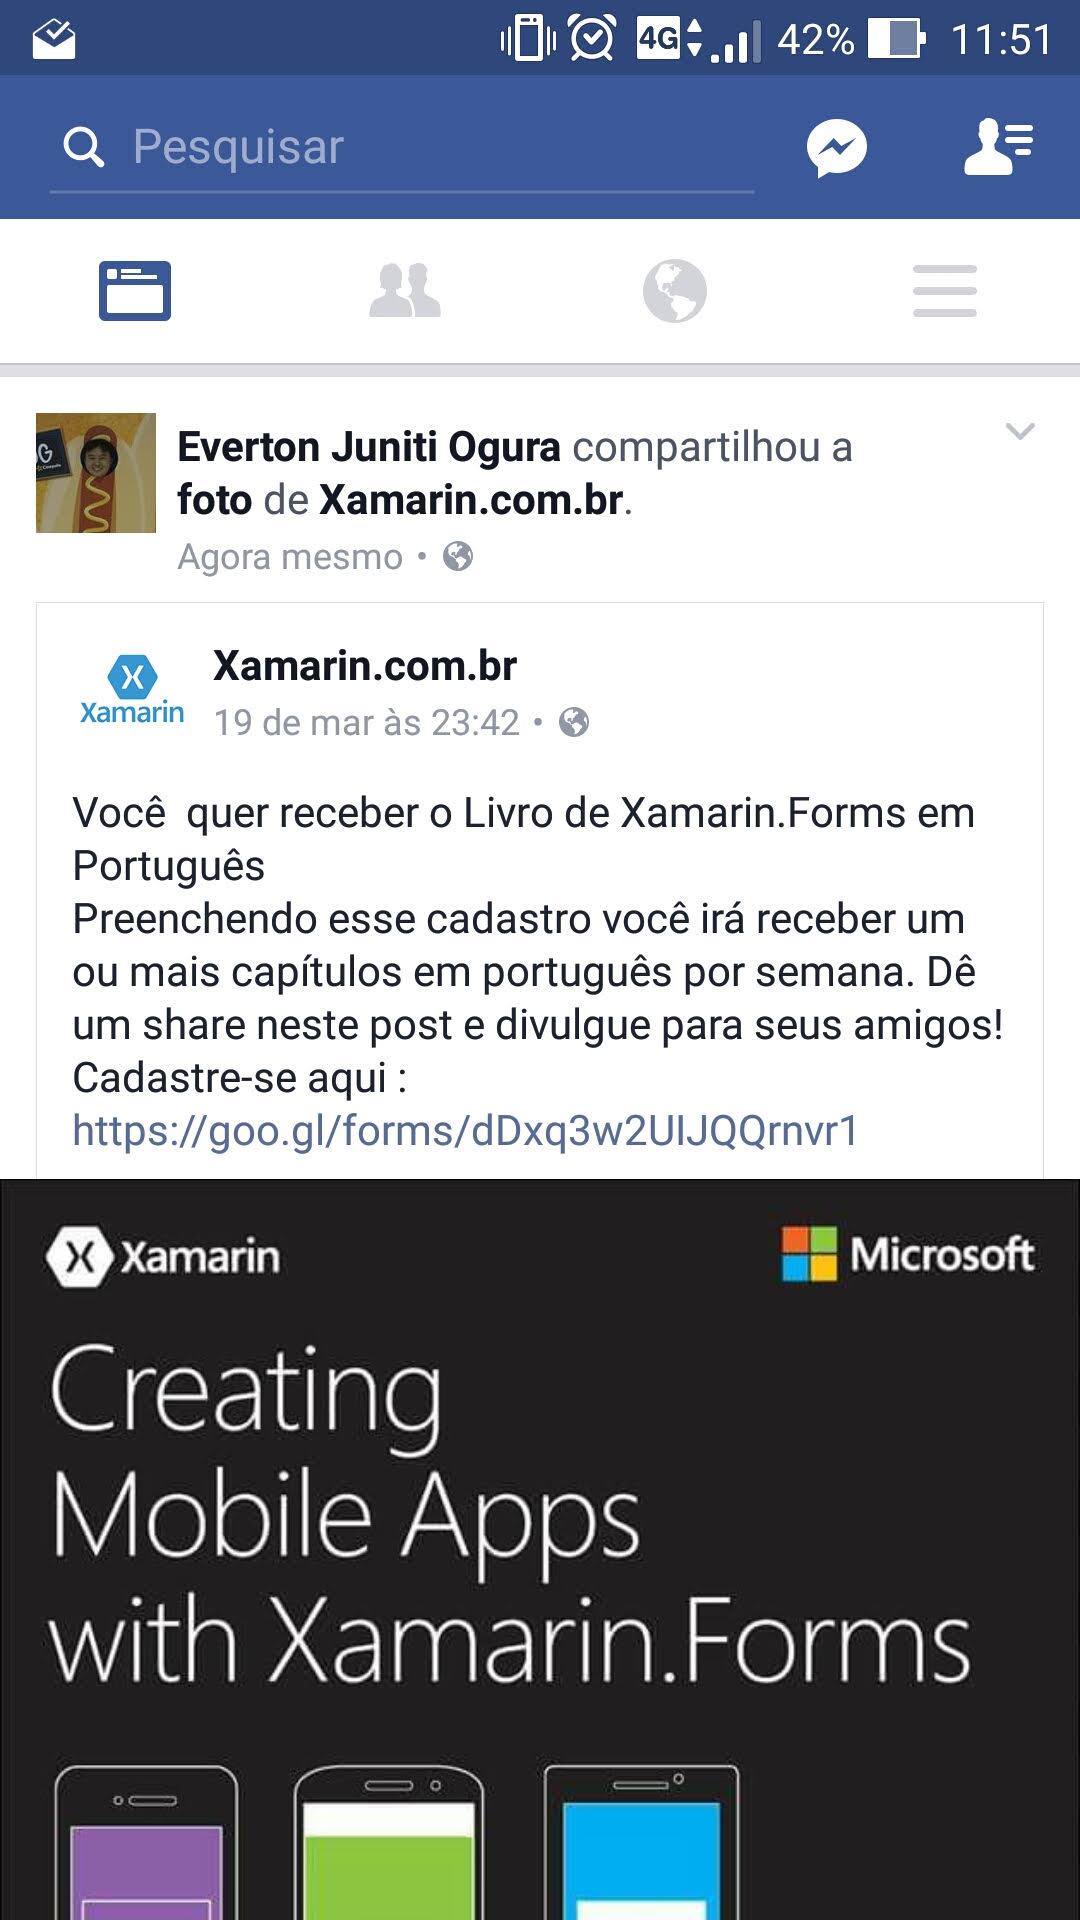 4G 42% 11:51
Pesquisar
Everton Juniti Ogura compartilhou a
foto de Xamarin.com.br.
Agora mesmo •
Xamarin
Xamarin.com.br
19 de mar às 23:42 •
Você  quer receber o Livro de Xamarin.Forms em
Português
Preenchendo esse cadastro você irá receber um
ou mais capítulos em português por semana. Dê
um share neste post e divulgue para seus amigos!
Cadastre-se aqui :
https://goo.gl/forms/dDxq3w2UIJQQrnvr1
Xamarin Microsoft
Creating
Mobile Apps
with Xamarin.Forms